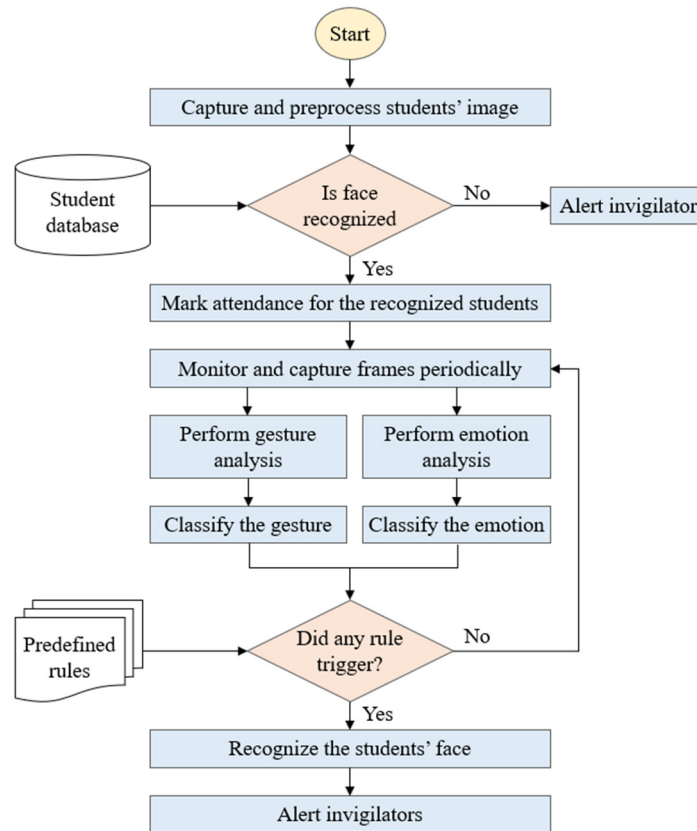 Start
Capture and preprocess students’ image
Student
database
Is face
recognized
No
Alert invigilator
Yes
Mark attendance for the recognized students
Monitor and capture frames periodically
Perform gesture
analysis
Perform emotion
analysis
Classify the gesture
Classify the emotion
Predefined
rules
Did any rule
trigger?
No
Yes
Recognize the students’ face
Alert invigilators